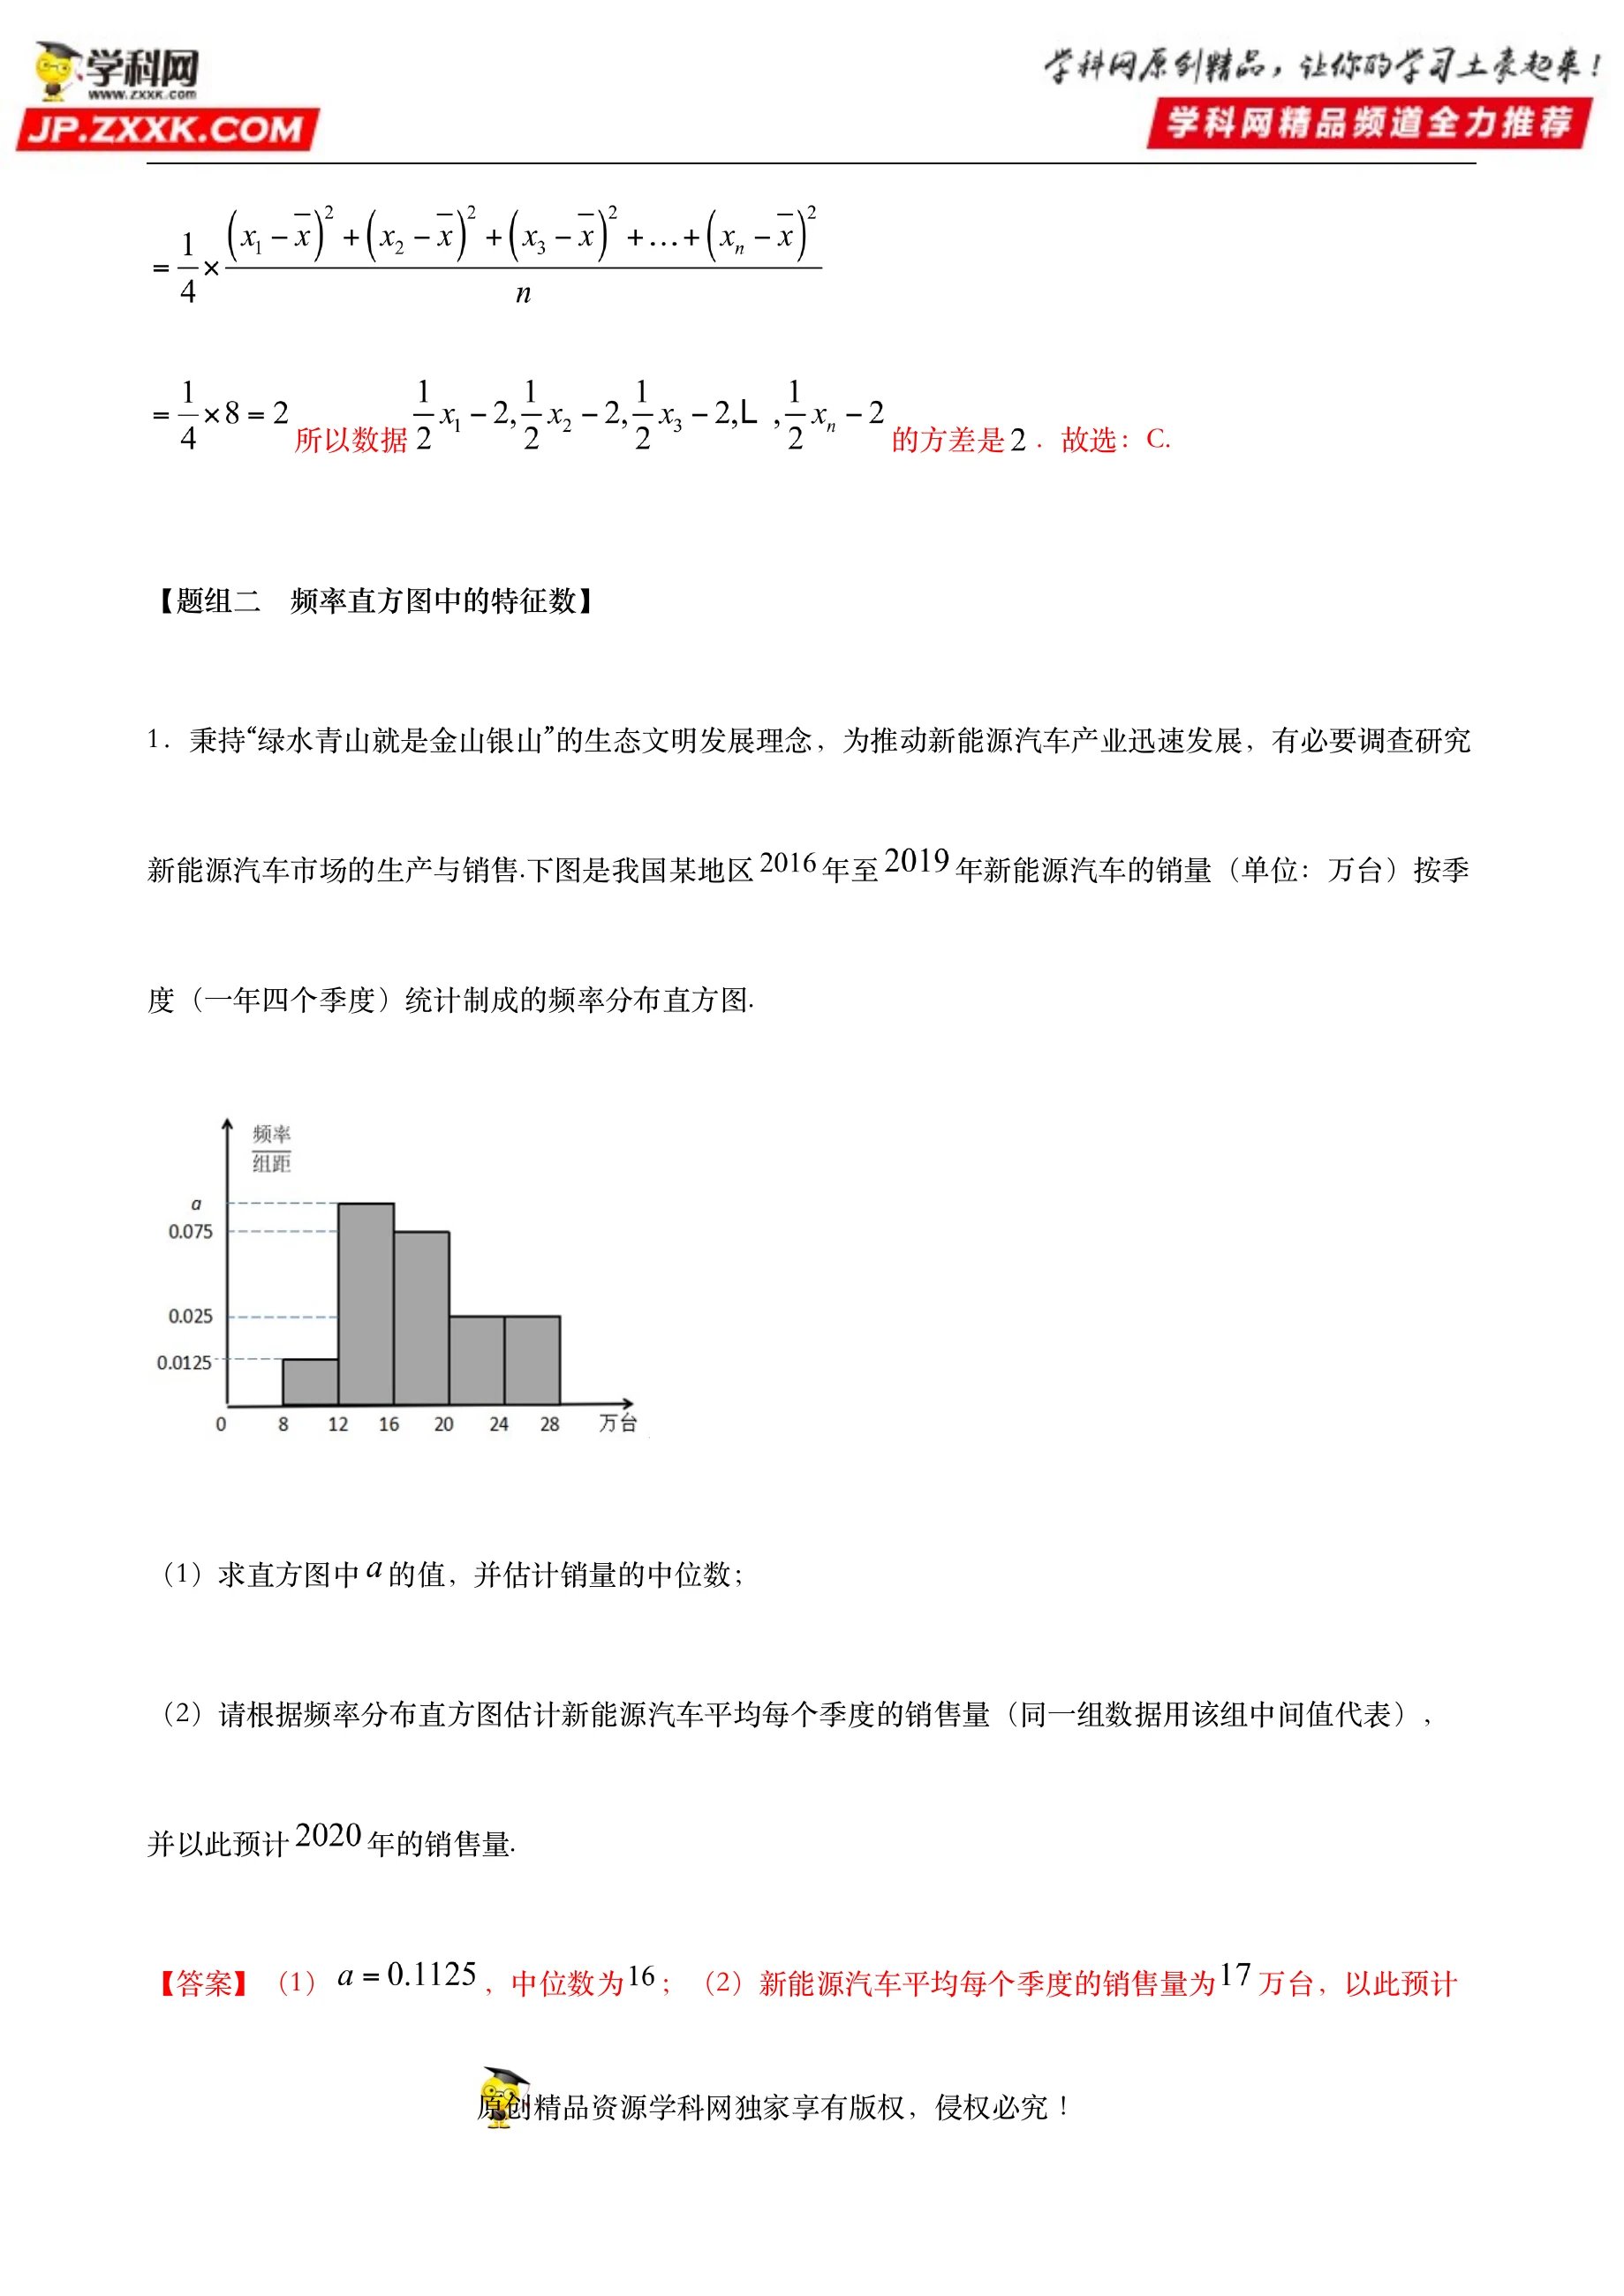 学科网
www.zxxk.com
JP.ZXXK.COM
学科网原创精品，让你的学习土豪起来！
学科网精品频道全力推荐
= 1/4 × ((x₁ − x̄)² + (x₂ − x̄)² + (x₃ − x̄)² + … + (xₙ − x̄)²)/n
= 1/4 × 8 = 2 所以数据 1/2 x₁ − 2, 1/2 x₂ − 2, 1/2 x₃ − 2, L , 1/2 xₙ − 2 的方差是 2 ．故选：C.
【题组二　频率直方图中的特征数】
1．秉持“绿水青山就是金山银山”的生态文明发展理念，为推动新能源汽车产业迅速发展，有必要调查研究
新能源汽车市场的生产与销售.下图是我国某地区 2016 年至 2019 年新能源汽车的销量（单位：万台）按季
度（一年四个季度）统计制成的频率分布直方图.
频率
组距
a
0.075
0.025
0.0125
0 8 12 16 20 24 28 万台
（1）求直方图中 a 的值，并估计销量的中位数；
（2）请根据频率分布直方图估计新能源汽车平均每个季度的销售量（同一组数据用该组中间值代表），
并以此预计 2020 年的销售量.
【答案】（1） a = 0.1125 ，中位数为 16 ；（2）新能源汽车平均每个季度的销售量为 17 万台，以此预计
原创精品资源学科网独家享有版权，侵权必究！